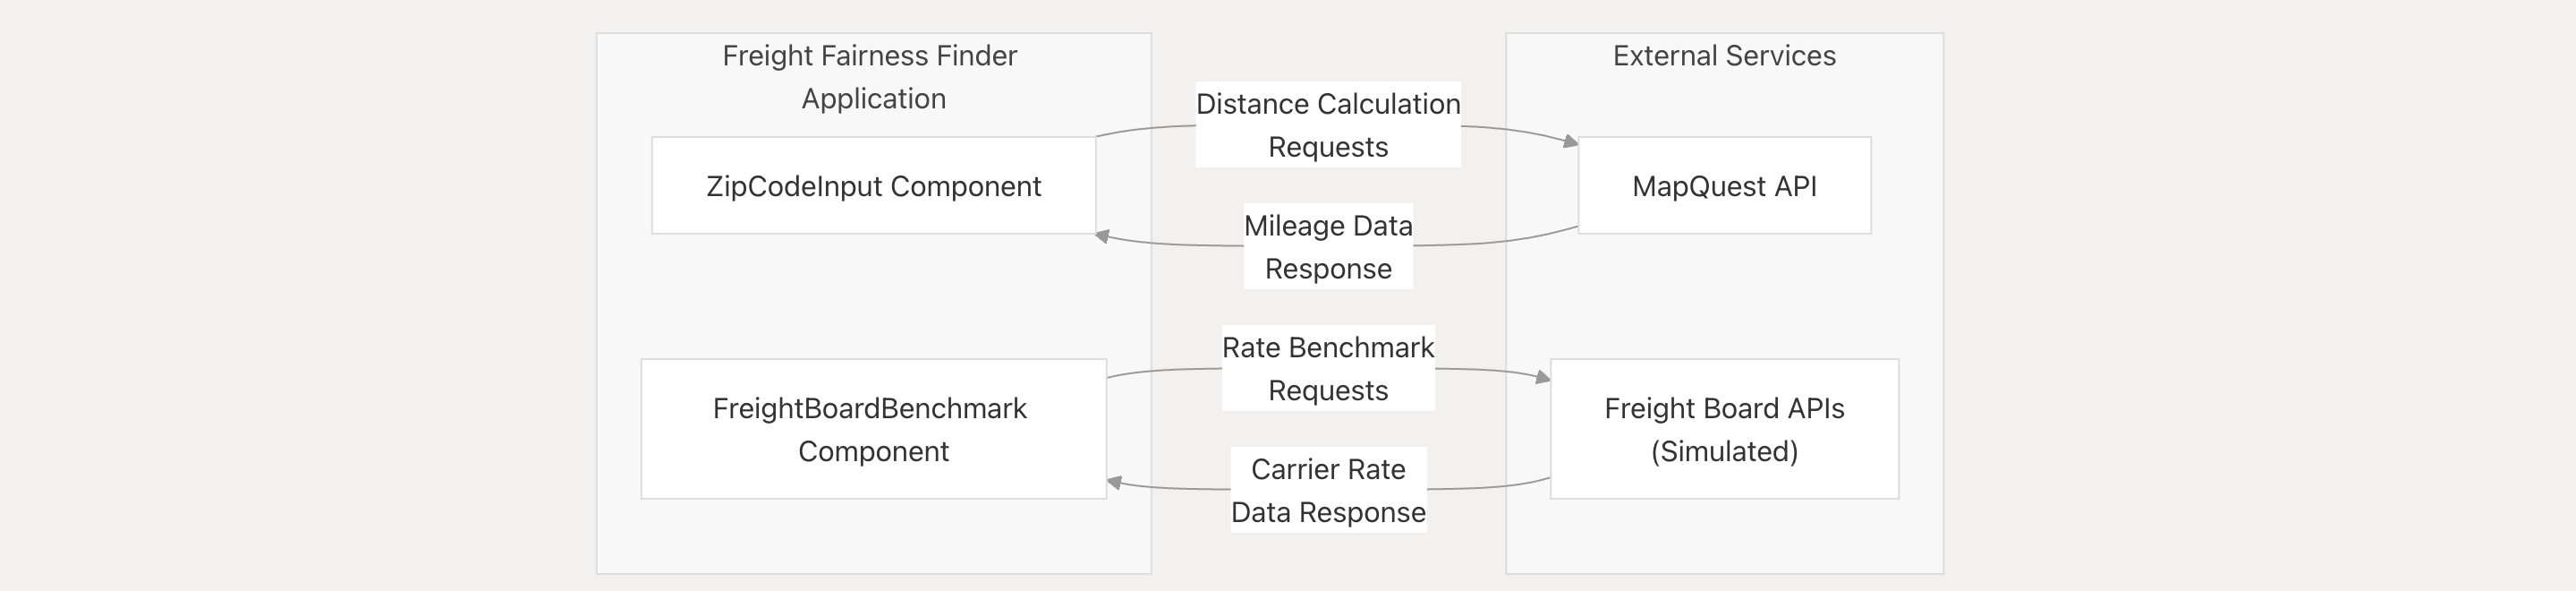 Freight Fairness Finder
Application
External Services
Distance Calculation
Requests
ZipCodeInput Component
MapQuest API
Mileage Data
Response
Rate Benchmark
Requests
FreightBoardBenchmark
Component
Freight Board APIs
(Simulated)
Carrier Rate
Data Response